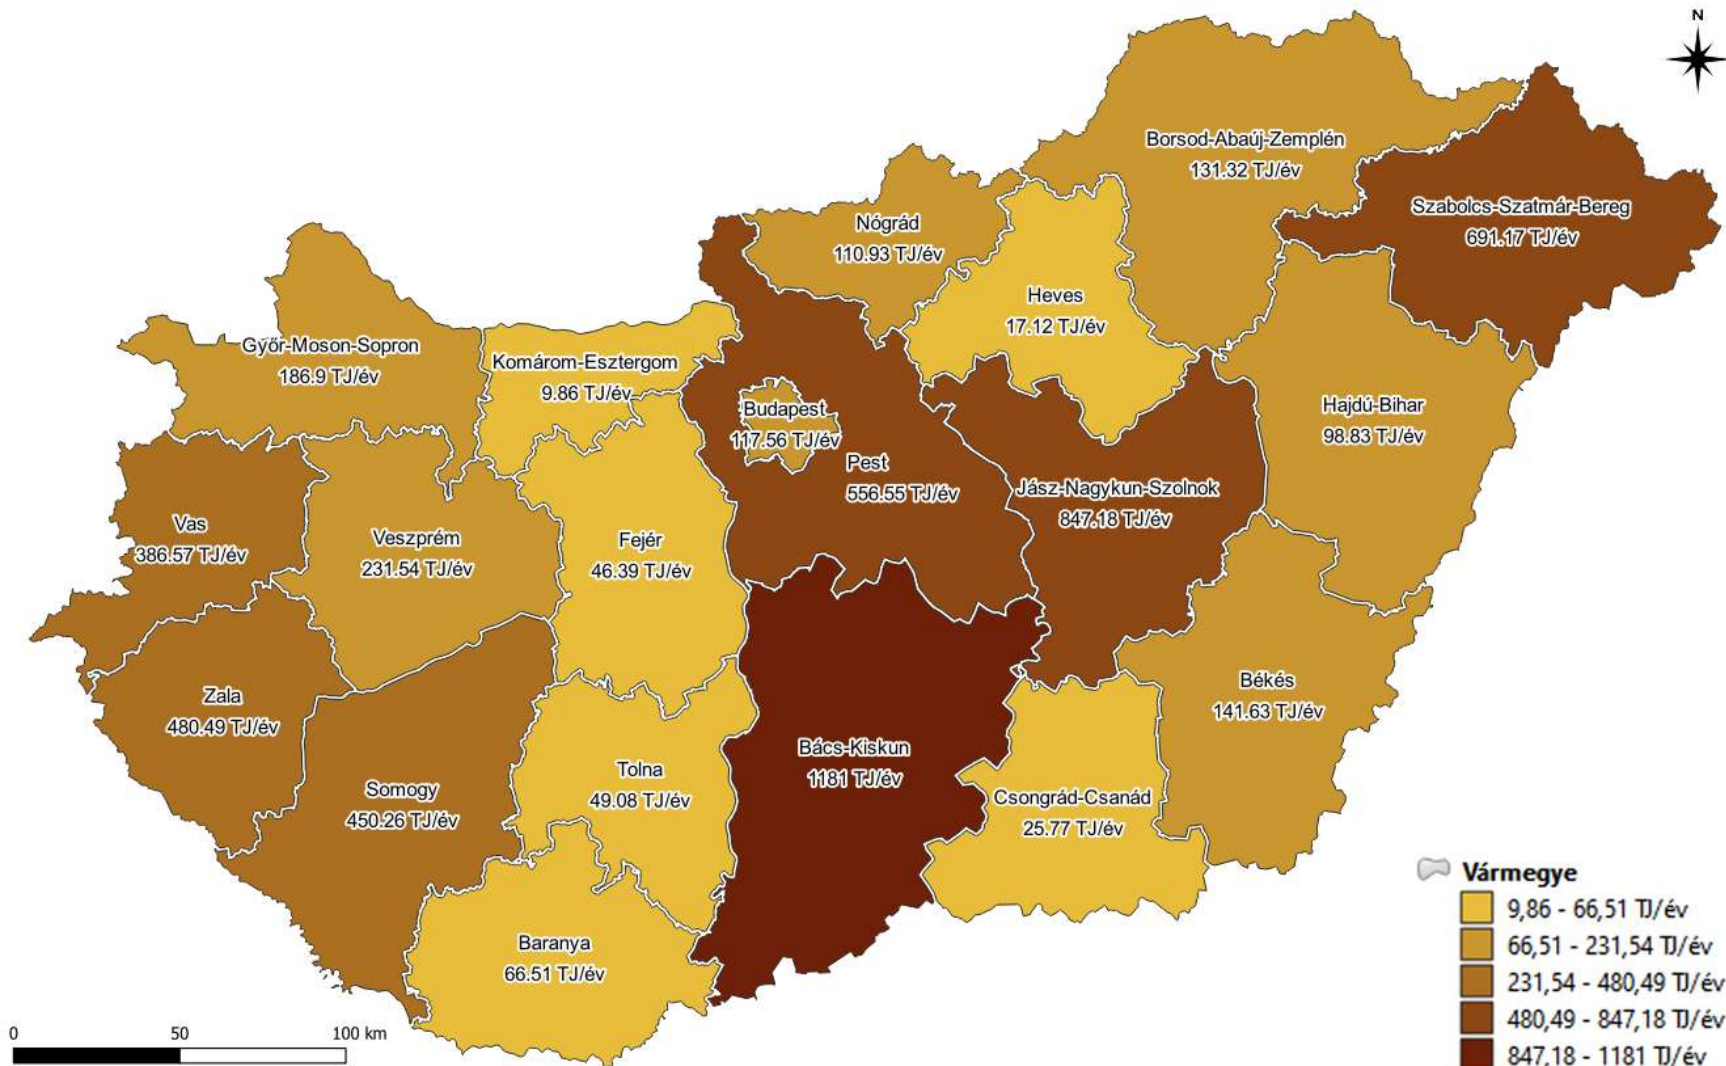 N
Borsod-Abaúj-Zemplén
131.32 TJ/év
Szabolcs-Szatmár-Bereg
691.17 TJ/év
Nógrád
110.93 TJ/év
Heves
17.12 TJ/év
Győr-Moson-Sopron
186.9 TJ/év
Komárom-Esztergom
9.86 TJ/év
Budapest
117.56 TJ/év
Hajdú-Bihar
98.83 TJ/év
Pest
556.55 TJ/év
Jász-Nagykun-Szolnok
847.18 TJ/év
Vas
386.57 TJ/év
Veszprém
231.54 TJ/év
Fejér
46.39 TJ/év
Zala
480.49 TJ/év
Békés
141.63 TJ/év
Bács-Kiskun
1181 TJ/év
Tolna
49.08 TJ/év
Somogy
450.26 TJ/év
Csongrád-Csanád
25.77 TJ/év
Baranya
66.51 TJ/év
Vármegye
9,86 - 66,51 TJ/év
66,51 - 231,54 TJ/év
231,54 - 480,49 TJ/év
480,49 - 847,18 TJ/év
847,18 - 1181 TJ/év
0 50 100 km